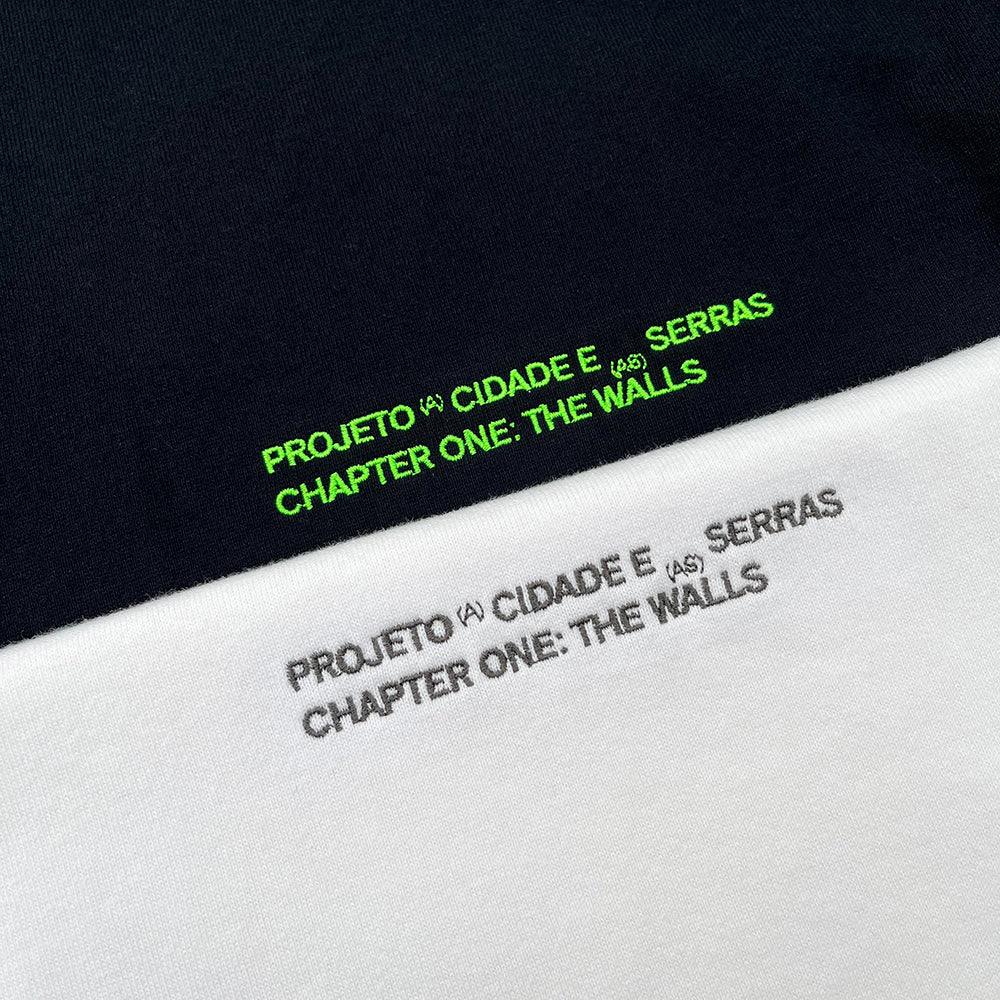 PROJETO (A) CIDADE E (AS) SERRAS
CHAPTER ONE: THE WALLS
PROJETO (A) CIDADE E (AS) SERRAS
CHAPTER ONE: THE WALLS